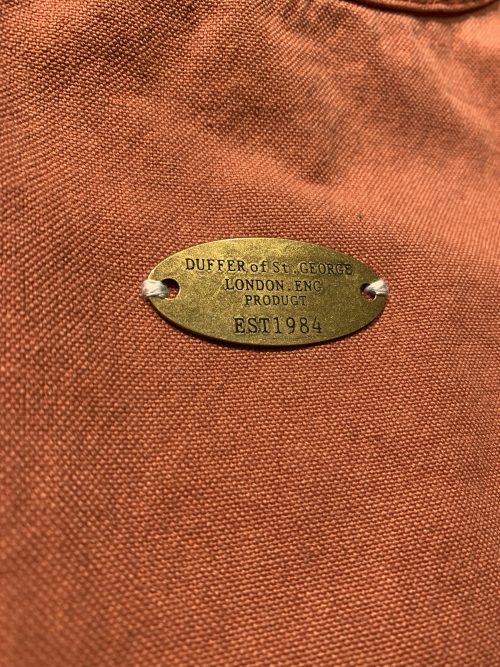 DUFFER of St. GEORGE
LONDON. ENG
PRODUCT
EST1984